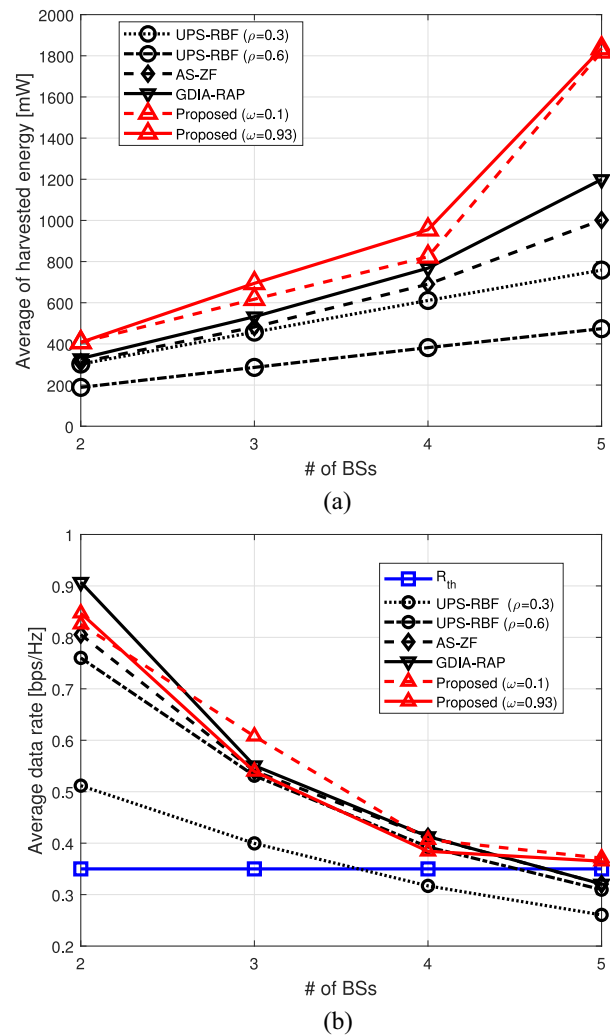 2000
1800
1600
1400
1200
1000
800
600
400
200
0
Average of harvested energy [mW]
UPS-RBF (ρ=0.3)
UPS-RBF (ρ=0.6)
AS-ZF
GDIA-RAP
Proposed (ω=0.1)
Proposed (ω=0.93)
2 3 4 5
# of BSs
(a)
1
0.9
0.8
0.7
0.6
0.5
0.4
0.3
0.2
Average data rate [bps/Hz]
R_th
UPS-RBF (ρ=0.3)
UPS-RBF (ρ=0.6)
AS-ZF
GDIA-RAP
Proposed (ω=0.1)
Proposed (ω=0.93)
2 3 4 5
# of BSs
(b)